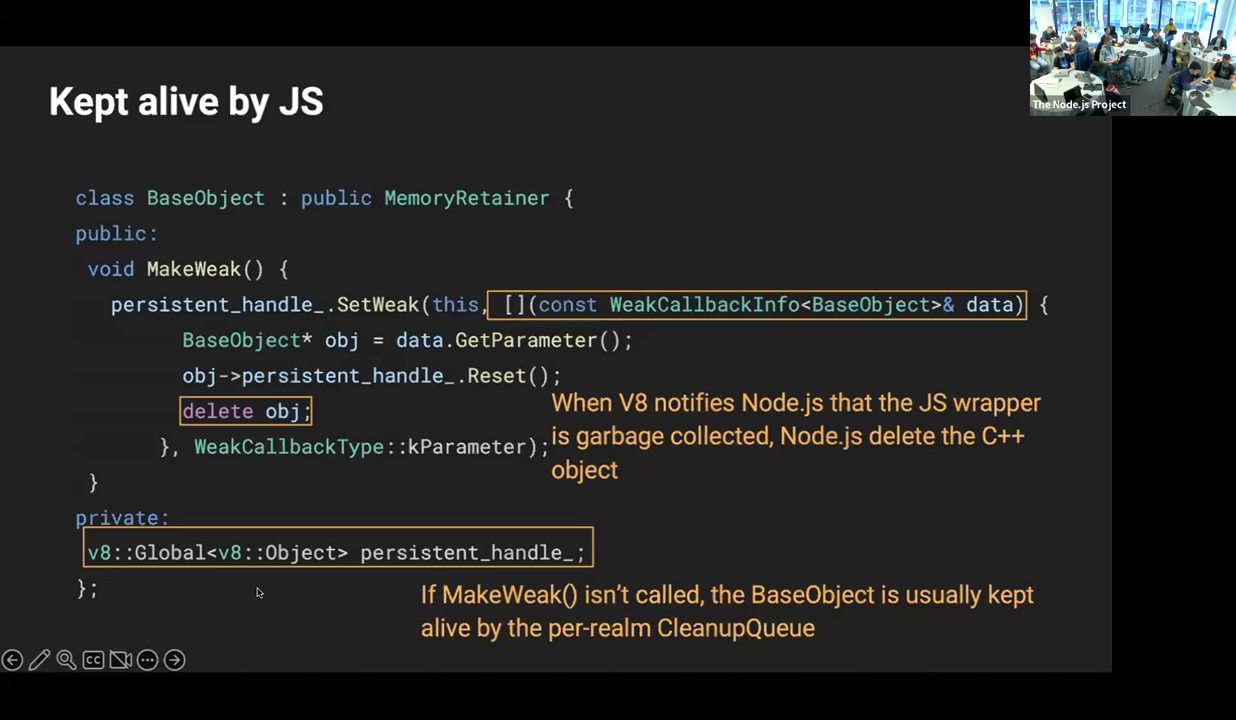 The Node.js Project
Kept alive by JS
class BaseObject : public MemoryRetainer {
public:
void MakeWeak() {
persistent_handle_.SetWeak(this, [](const WeakCallbackInfo<BaseObject>& data) {
BaseObject* obj = data.GetParameter();
obj->persistent_handle_.Reset();
delete obj;
}, WeakCallbackType::kParameter);
}
When V8 notifies Node.js that the JS wrapper
is garbage collected, Node.js delete the C++
object
private:
v8::Global<v8::Object> persistent_handle_;
};
If MakeWeak() isn't called, the BaseObject is usually kept
alive by the per-realm CleanupQueue
CC